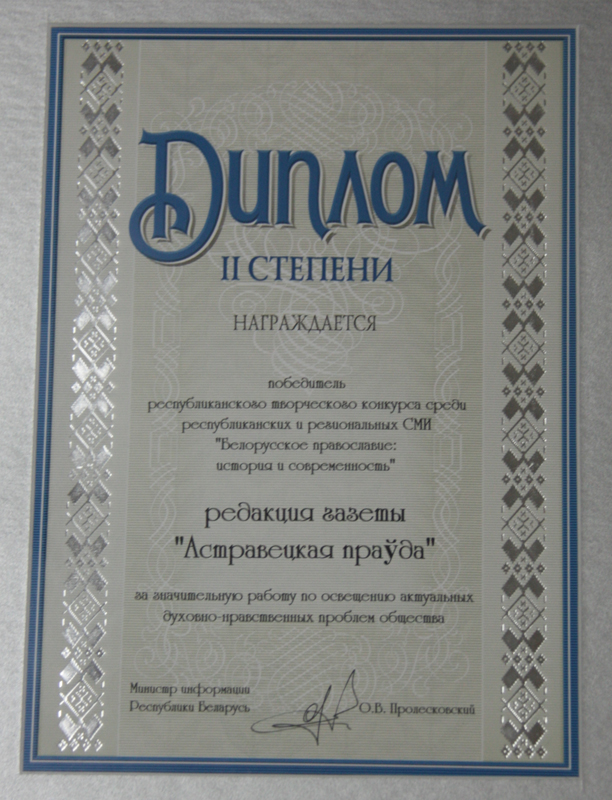 Диплом
II СТЕПЕНИ
НАГРАЖДАЕТСЯ
победитель
республиканского творческого конкурса среди
республиканских и региональных СМИ
"Белорусское православие:
история и современность"
редакция газеты
"Астравецкая праўда"
за значительную работу по освещению актуальных
духовно-нравственных проблем общества
Министр информации
Республики Беларусь О.В. Пролесковский